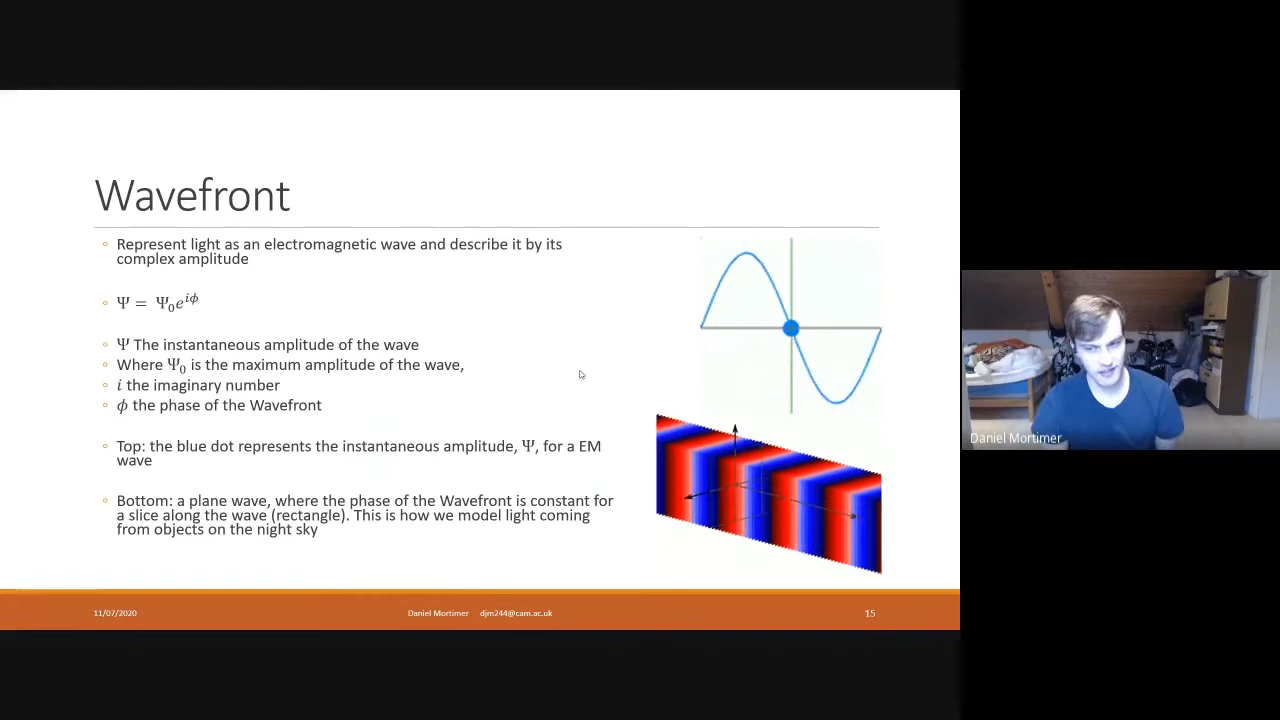 Wavefront
Represent light as an electromagnetic wave and describe it by its
complex amplitude
Ψ = Ψ₀e^{iϕ}
Ψ The instantaneous amplitude of the wave
Where Ψ₀ is the maximum amplitude of the wave,
i the imaginary number
ϕ the phase of the Wavefront
Top: the blue dot represents the instantaneous amplitude, Ψ, for a EM
wave
Bottom: a plane wave, where the phase of the Wavefront is constant for
a slice along the wave (rectangle). This is how we model light coming
from objects on the night sky
11/07/2020
Daniel Mortimer djm244@cam.ac.uk
15
Daniel Mortimer